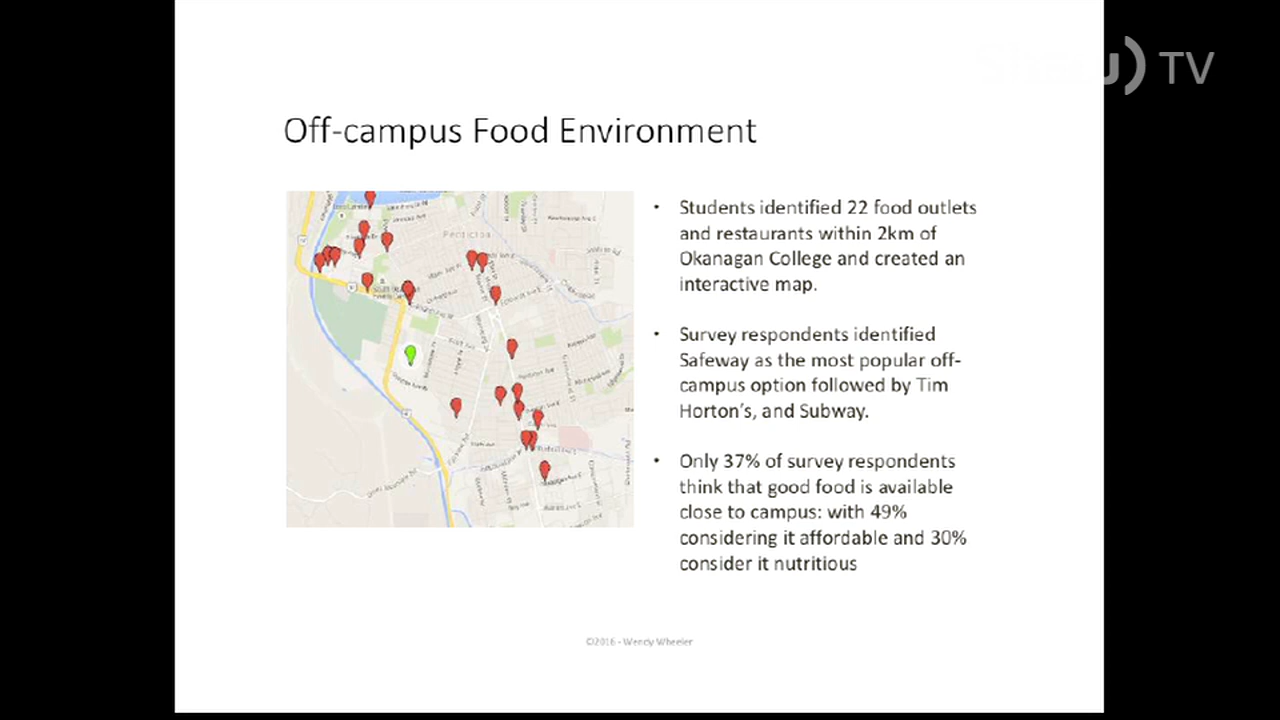 TV
Off-campus Food Environment
Penticton
• Students identified 22 food outlets
and restaurants within 2km of
Okanagan College and created an
interactive map.
• Survey respondents identified
Safeway as the most popular off-
campus option followed by Tim
Horton's, and Subway.
• Only 37% of survey respondents
think that good food is available
close to campus: with 49%
considering it affordable and 30%
consider it nutritious
©2016 - Wendy Wheeler